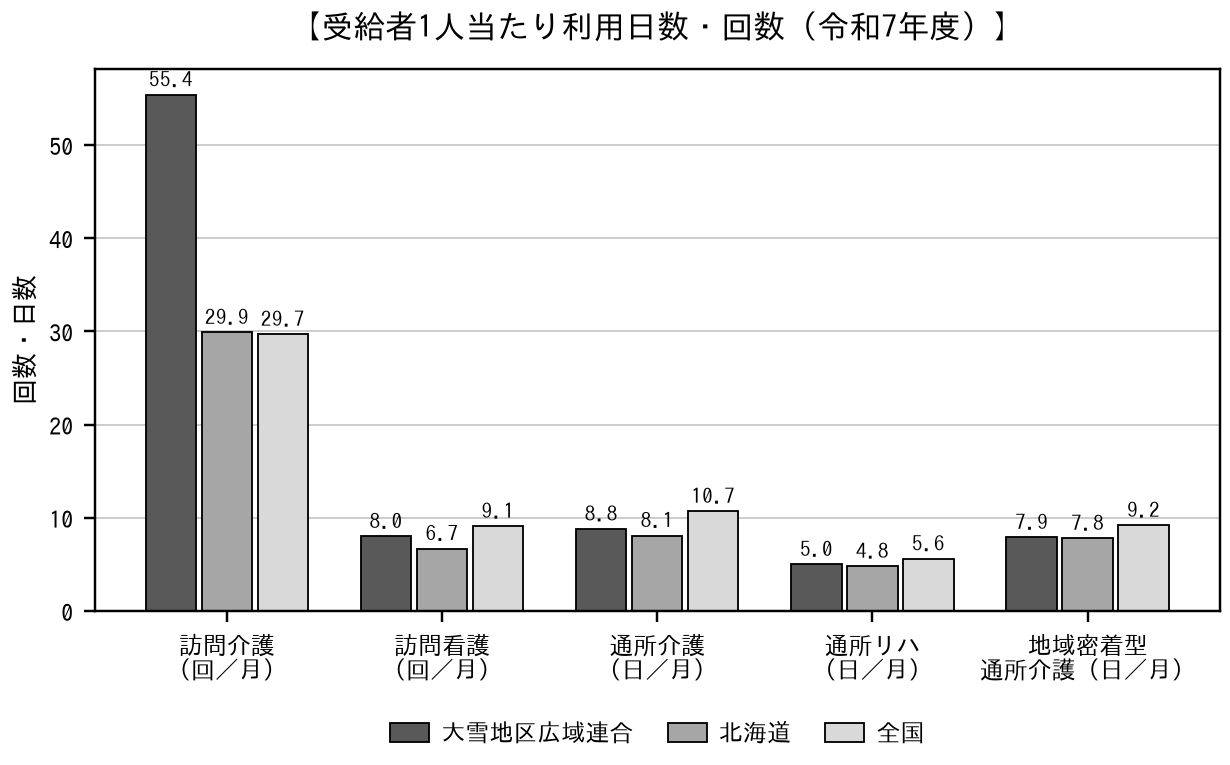 【受給者1人当たり利用日数・回数（令和7年度）】
回数・日数
50
40
30
20
10
0
55.4
29.9
29.7
8.0
6.7
9.1
8.8
8.1
10.7
5.0
4.8
5.6
7.9
7.8
9.2
訪問介護
（回／月）
訪問看護
（回／月）
通所介護
（日／月）
通所リハ
（日／月）
地域密着型
通所介護（日／月）
大雪地区広域連合
北海道
全国